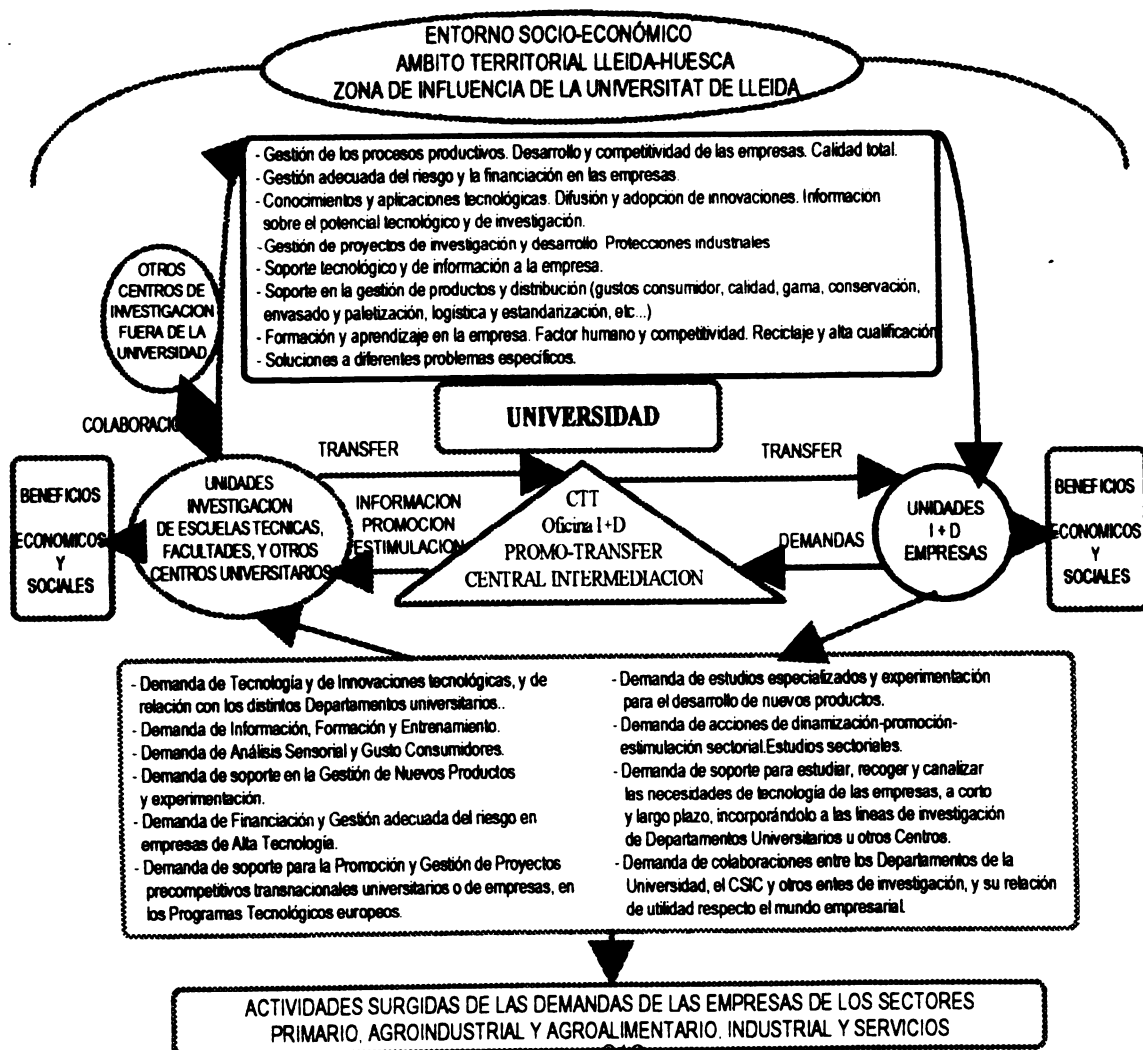 ENTORNO SOCIO-ECONÓMICO
AMBITO TERRITORIAL LLEIDA-HUESCA
ZONA DE INFLUENCIA DE LA UNIVERSITAT DE LLEIDA
- Gestión de los procesos productivos. Desarrollo y competitividad de las empresas. Calidad total.
- Gestión adecuada del riesgo y la financiación en las empresas.
- Conocimientos y aplicaciones tecnológicas. Difusión y adopción de innovaciones. Información
sobre el potencial tecnológico y de investigación.
- Gestión de proyectos de investigación y desarrollo. Protecciones industriales
- Soporte tecnológico y de información a la empresa.
- Soporte en la gestión de productos y distribución (gustos consumidor, calidad, gama, conservación,
envasado y paletización, logística y estandarización, etc...)
- Formación y aprendizaje en la empresa. Factor humano y competitividad. Reciclaje y alta cualificación
- Soluciones a diferentes problemas específicos.
OTROS
CENTROS DE
INVESTIGACION
FUERA DE LA
UNIVERSIDAD
COLABORACI
UNIVERSIDAD
TRANSFER
TRANSFER
BENEFICIOS
ECONOMICOS
Y
SOCIALES
UNIDADES
INVESTIGACION
DE ESCUELAS TECNICAS,
FACULTADES, Y OTROS
CENTROS UNIVERSITARIOS
INFORMACION
PROMOCION
ESTIMULACION
CTT
Oficina I+D
PROMO-TRANSFER
CENTRAL INTERMEDIACION
DEMANDAS
UNIDADES
I + D
EMPRESAS
BENEFICIOS
ECONOMICOS
Y
SOCIALES
- Demanda de Tecnología y de Innovaciones tecnológicas, y de
relación con los distintos Departamentos universitarios..
- Demanda de Información, Formación y Entrenamiento.
- Demanda de Análisis Sensorial y Gusto Consumidores.
- Demanda de soporte en la Gestión de Nuevos Productos
y experimentación.
- Demanda de Financiación y Gestión adecuada del riesgo en
empresas de Alta Tecnología.
- Demanda de soporte para la Promoción y Gestión de Proyectos
precompetitivos transnacionales universitarios o de empresas, en
los Programas Tecnológicos europeos.
- Demanda de estudios especializados y experimentación
para el desarrollo de nuevos productos.
- Demanda de acciones de dinamización-promoción-
estimulación sectorial.Estudios sectoriales.
- Demanda de soporte para estudiar, recoger y canalizar
las necesidades de tecnología de las empresas, a corto
y largo plazo, incorporándolo a las líneas de investigación
de Departamentos Universitarios u otros Centros.
- Demanda de colaboraciones entre los Departamentos de la
Universidad, el CSIC y otros entes de investigación, y su relación
de utilidad respecto el mundo empresarial.
ACTIVIDADES SURGIDAS DE LAS DEMANDAS DE LAS EMPRESAS DE LOS SECTORES
PRIMARIO, AGROINDUSTRIAL Y AGROALIMENTARIO. INDUSTRIAL Y SERVICIOS